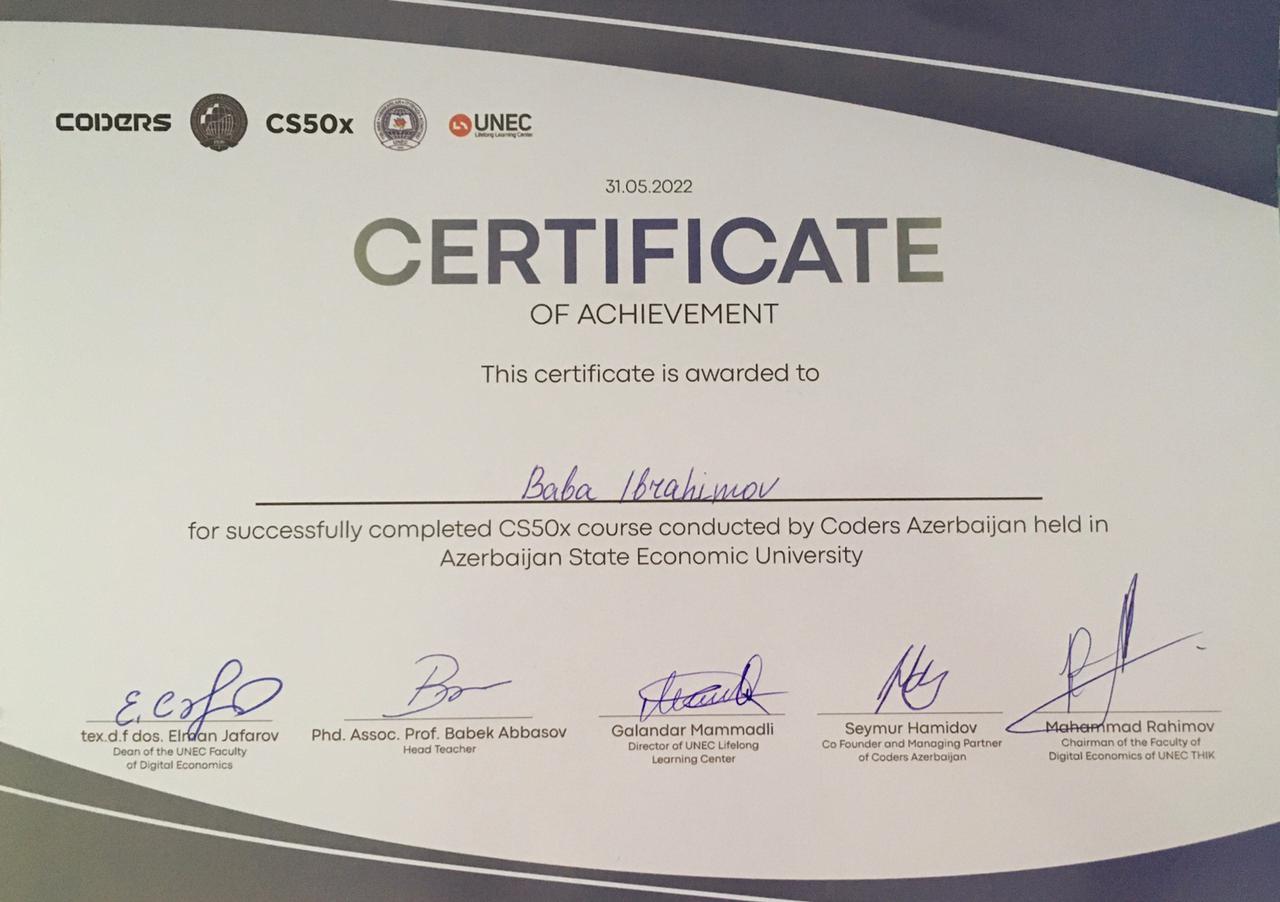 CODERS CS50x UNEC
Lifelong Learning Center
31.05.2022
CERTIFICATE
OF ACHIEVEMENT
This certificate is awarded to
Baba Ibrahimov
for successfully completed CS50x course conducted by Coders Azerbaijan held in
Azerbaijan State Economic University
tex.d.f dos. Elman Jafarov
Dean of the UNEC Faculty
of Digital Economics
Phd. Assoc. Prof. Babek Abbasov
Head Teacher
Galandar Mammadli
Director of UNEC Lifelong
Learning Center
Seymur Hamidov
Co Founder and Managing Partner
of Coders Azerbaijan
Mahammad Rahimov
Chairman of the Faculty of
Digital Economics of UNEC THIK